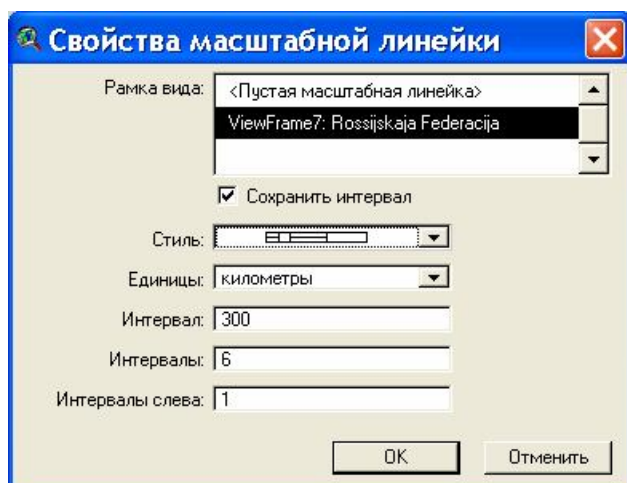 Свойства масштабной линейки
Рамка вида: <Пустая масштабная линейка>
ViewFrame7: Rossijskaja Federacija
Сохранить интервал
Стиль:
Единицы: километры
Интервал: 300
Интервалы: 6
Интервалы слева: 1
OK Отменить